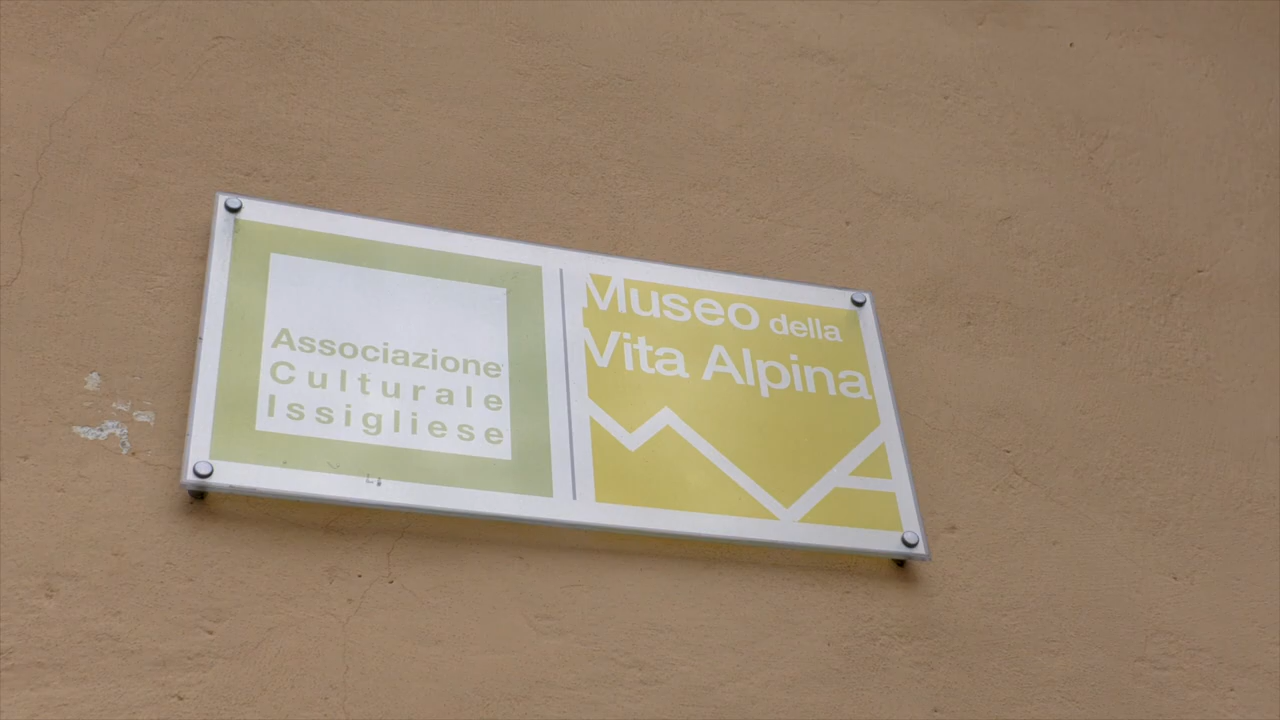 Associazione
Culturale
Issigliese
Museo della
Vita Alpina